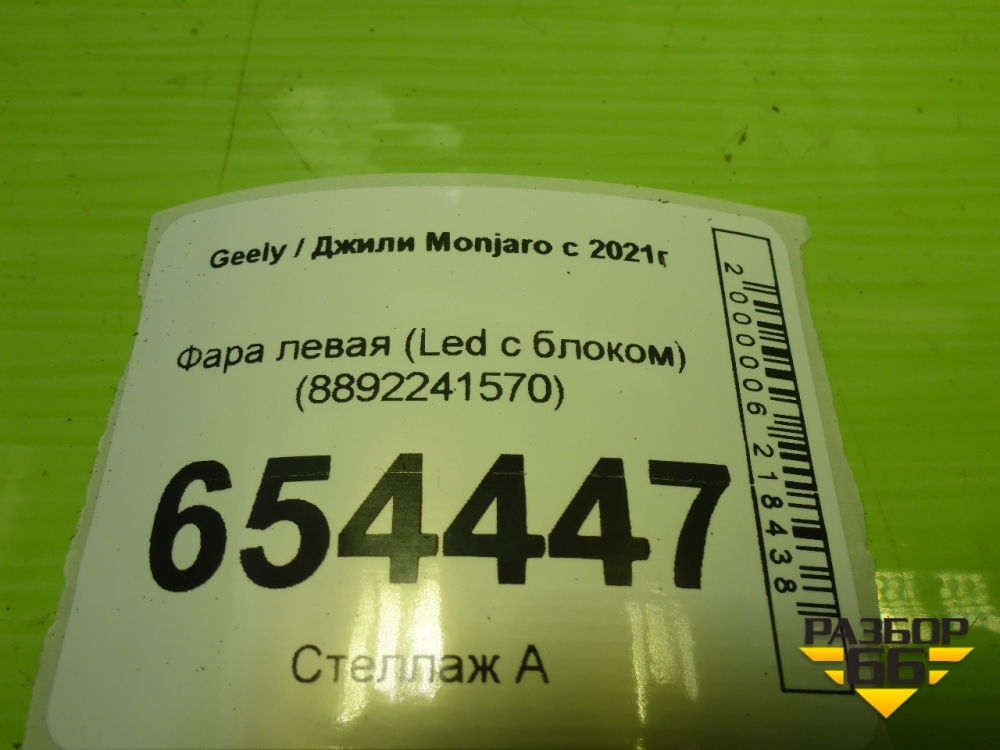 Geely / Джили Monjaro с 2021г
Фара левая (Led с блоком)
(8892241570)
654447
Стеллаж А
2000006218438
РАЗБОР
66